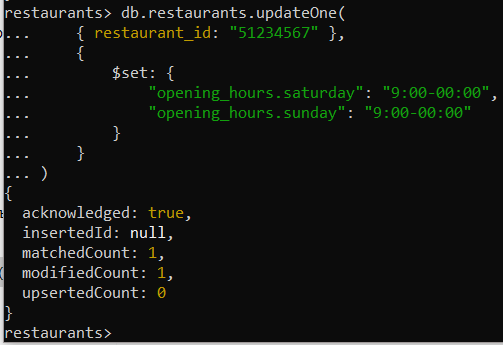 restaurants> db.restaurants.updateOne(
...     { restaurant_id: "51234567" },
...     {
...         $set: {
...             "opening_hours.saturday": "9:00-00:00",
...             "opening_hours.sunday": "9:00-00:00"
...         }
...     }
... )
{
  acknowledged: true,
  insertedId: null,
  matchedCount: 1,
  modifiedCount: 1,
  upsertedCount: 0
}
restaurants>